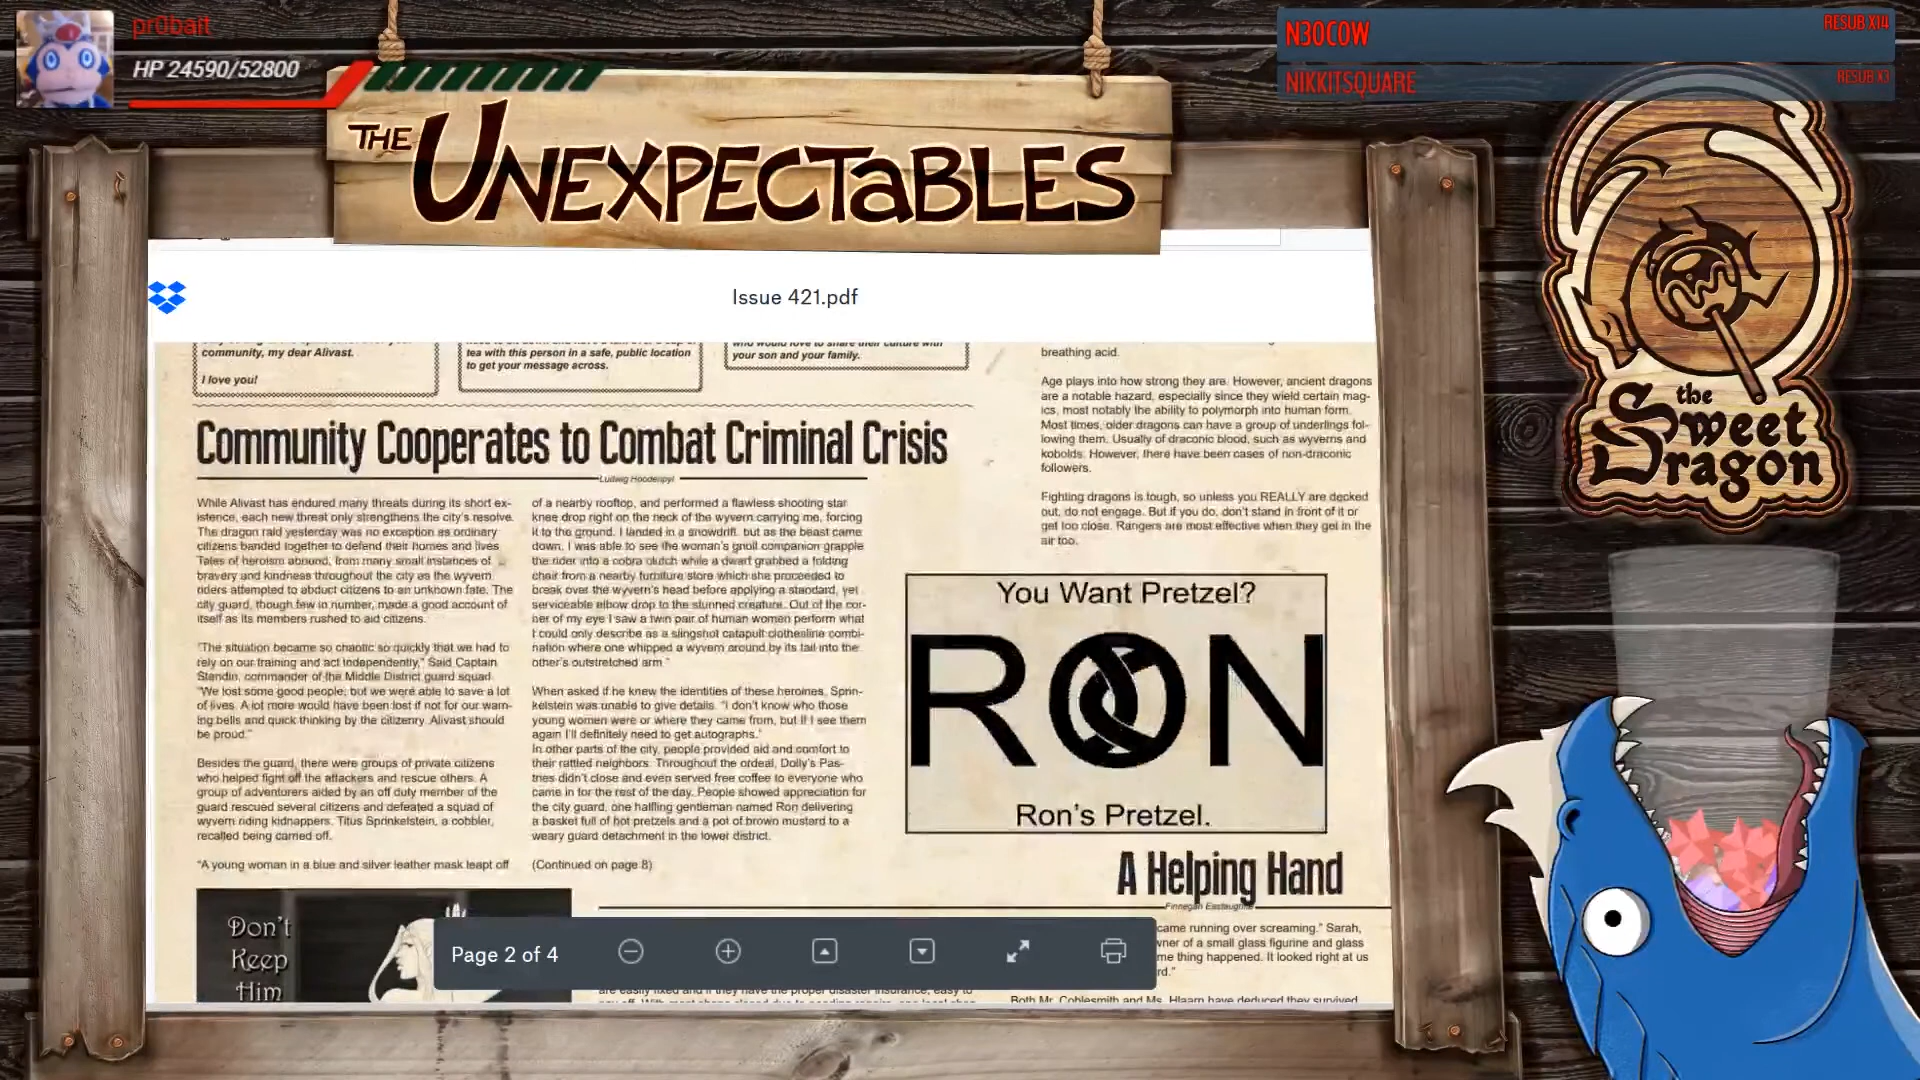 pr0bait
HP 24590/52800
N30C0W
RESUB X14
NIKKITSQUARE
RESUB X3
THE UNEXPECTaBLES
the
Sweet
Dragon
Issue 421.pdf
community, my dear Alivast.
I love you!
tea with this person in a safe, public location
to get your message across.
who would love to share their culture with
your son and your family.
Community Cooperates to Combat Criminal Crisis
While Alivast has endured many threats during its short ex-
istence, each new threat only strengthens the city's resolve.
The dragon raid yesterday was no exception as ordinary
citizens banded together to defend their homes and lives
Tales of heroism abound, from many small instances of
bravery and kindness throughout the city as the wyvern
riders attempted to abduct citizens to an unknown fate. The
city guard, though few in number, made a good account of
itself as its members rushed to aid citizens.
"The situation became so chaotic so quickly that we had to
rely on our training and act independently," Said Captain
Standin, commander of the Middle District guard squad
"We lost some good people, but we were able to save a lot
of lives. A lot more would have been lost if not for our warn-
ing bells and quick thinking by the citizenry. Alivast should
be proud."
Besides the guard, there were groups of private citizens
who helped fight off the attackers and rescue others. A
group of adventurers aided by an off duty member of the
guard rescued several citizens and defeated a squad of
wyvern riding kidnappers. Titus Sprinkelstein, a cobbler,
recalled being carried off.
"A young woman in a blue and silver leather mask leapt off
of a nearby rooftop, and performed a flawless shooting star
knee drop right on the neck of the wyvern carrying me, forcing
it to the ground. I landed in a snowdrift, but as the beast came
down, I was able to see the woman's gnoll companion grapple
the rider into a cobra clutch while a dwarf grabbed a folding
chair from a nearby furniture store which she proceeded to
break over the wyvern's head before applying a standard, yet
serviceable elbow drop to the stunned creature. Out of the cor-
ner of my eye I saw a twin pair of human women perform what
I could only describe as a slingshot catapult clothesline combi-
nation where one whipped a wyvern around by its tail into the
other's outstretched arm."
When asked if he knew the identities of these heroines, Sprin-
kelstein was unable to give details. "I don't know who those
young women were or where they came from, but if I see them
again I'll definitely need to get autographs."
In other parts of the city, people provided aid and comfort to
their rattled neighbors. Throughout the ordeal, Dolly's Pas-
tries didn't close and even served free coffee to everyone who
came in for the rest of the day. People showed appreciation for
the city guard, one halfling gentleman named Ron delivering
a basket full of hot pretzels and a pot of brown mustard to a
weary guard detachment in the lower district.
(Continued on page 8)
breathing acid.
Age plays into how strong they are. However, ancient dragons
are a notable hazard, especially since they wield certain mag-
ics, most notably the ability to polymorph into human form.
Most times, older dragons can have a group of underlings fol-
lowing them. Usually of draconic blood, such as wyverns and
kobolds. However, there have been cases of non-draconic
followers.
Fighting dragons is tough, so unless you REALLY are decked
out, do not engage. But if you do, don't stand in front of it or
get too close. Rangers are most effective when they get in the
air too.
You Want Pretzel?
RON
Ron's Pretzel.
A Helping Hand
came running over screaming." Sarah,
wner of a small glass figurine and glass
me thing happened. It looked right at us
rd."
Both Mr. Coblesmith and Ms. Hlaarn have deduced they survived
are easily fixed and if they have the proper disaster insurance, easy to
Don't
Keep
Him
Page 2 of 4